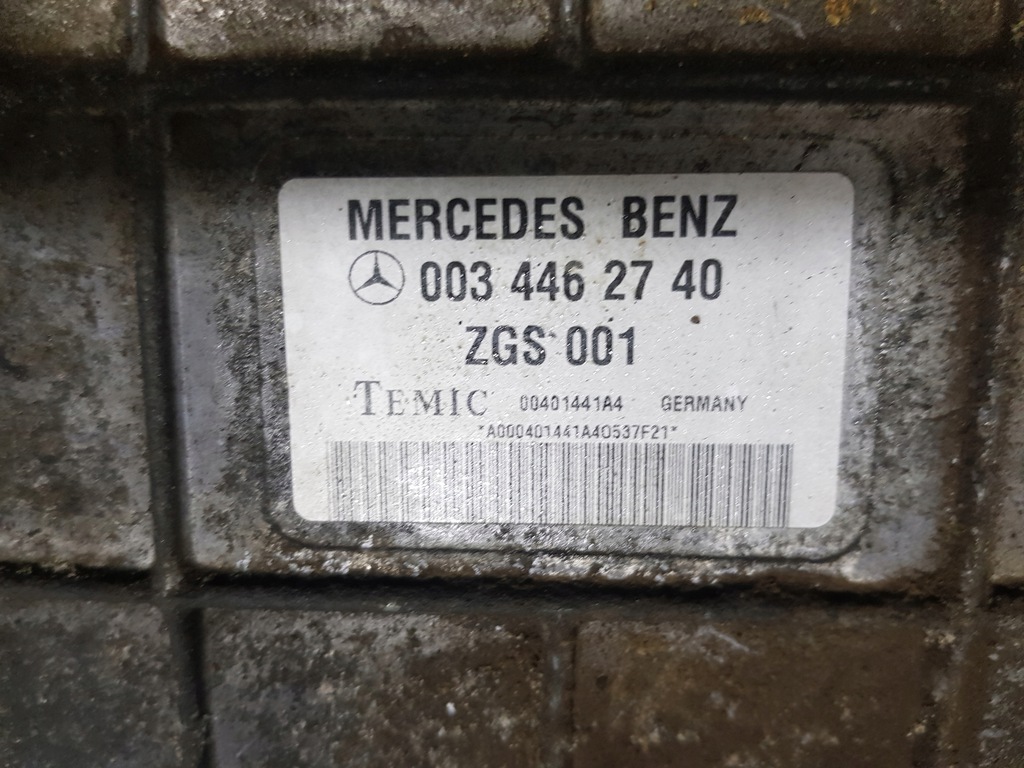 MERCEDES BENZ
003 446 27 40
ZGS 001
TEMIC 00401441A4 GERMANY
*A000401441A40537F21*